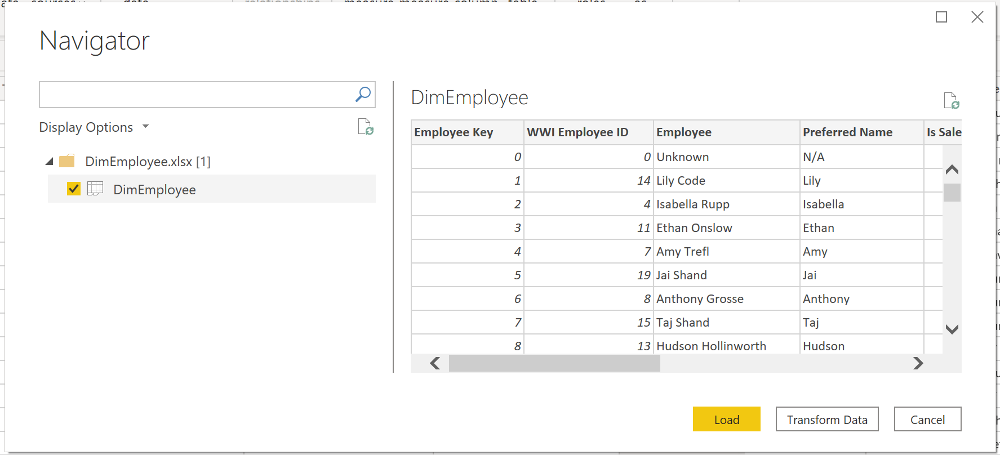 Navigator
Display Options
DimEmployee.xlsx [1]
DimEmployee
DimEmployee
Employee Key WWI Employee ID Employee Preferred Name Is Sale
0 0 Unknown N/A
1 14 Lily Code Lily
2 4 Isabella Rupp Isabella
3 11 Ethan Onslow Ethan
4 7 Amy Trefl Amy
5 19 Jai Shand Jai
6 8 Anthony Grosse Anthony
7 15 Taj Shand Taj
8 13 Hudson Hollinworth Hudson
Load Transform Data Cancel